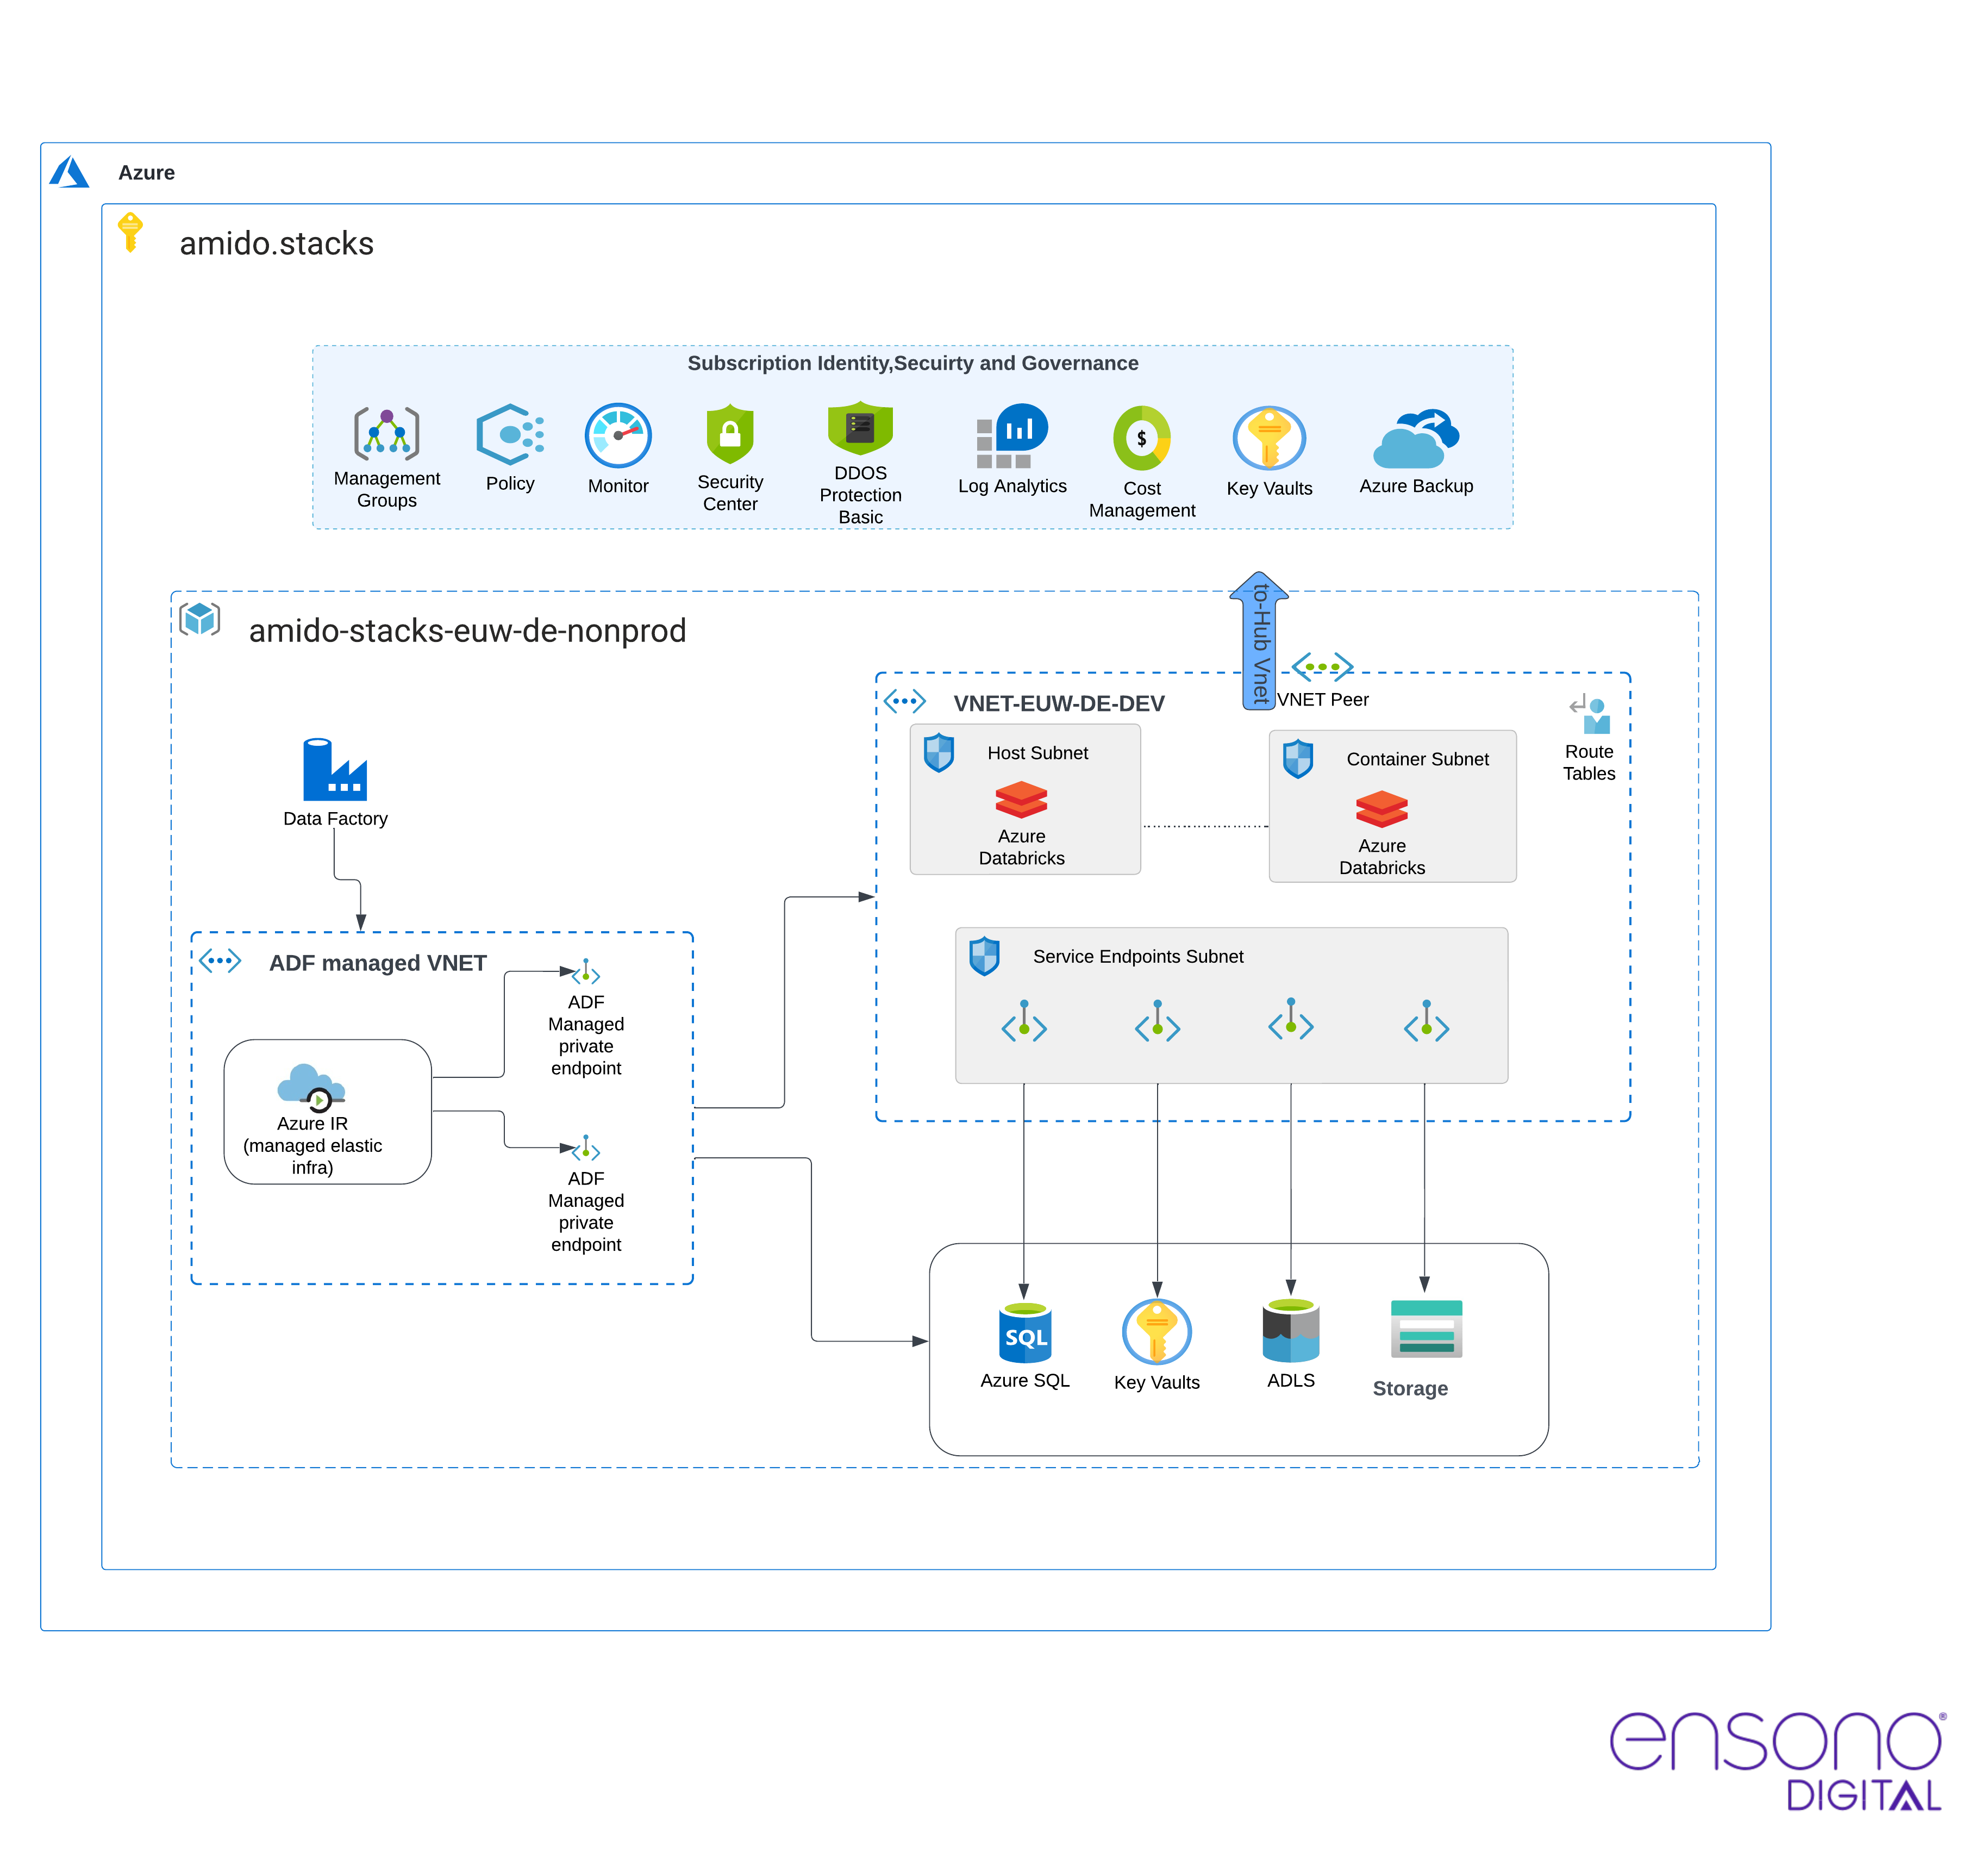 Azure
amido.stacks
Subscription Identity,Secuirty and Governance
Management
Groups
Policy
Monitor
Security
Center
DDOS
Protection
Basic
Log Analytics
Cost
Management
Key Vaults
Azure Backup
to-Hub Vnet
amido-stacks-euw-de-nonprod
VNET Peer
VNET-EUW-DE-DEV
Route
Tables
Host Subnet
Azure
Databricks
Container Subnet
Azure
Databricks
Data Factory
Service Endpoints Subnet
ADF managed VNET
ADF
Managed
private
endpoint
Azure IR
(managed elastic
infra)
ADF
Managed
private
endpoint
SQL
Azure SQL
Key Vaults
ADLS
Storage
ensono®
DIGITAL